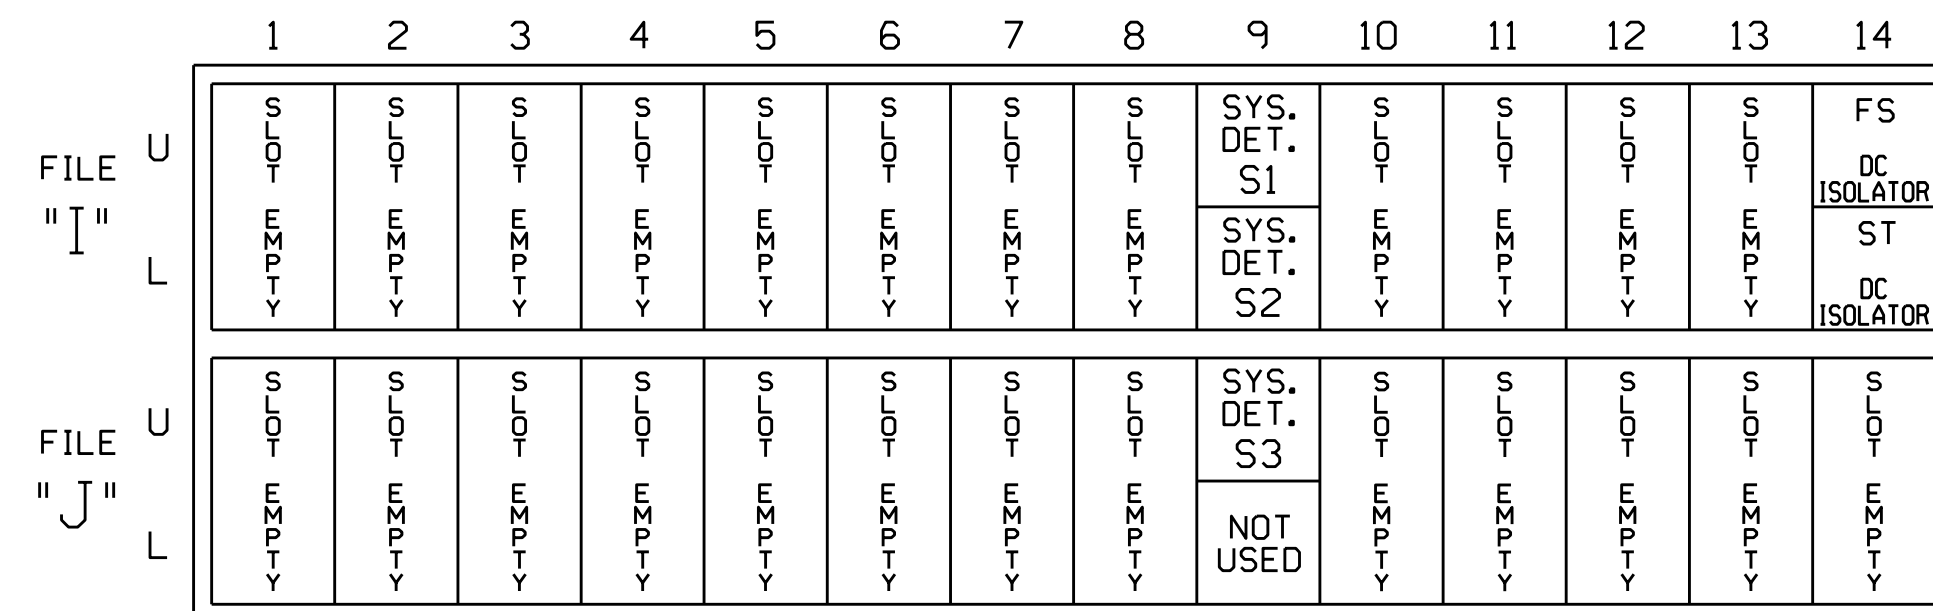 1 2 3 4 5 6 7 8 9 10 11 12 13 14
FILE
"I"
U
L
SLOT EMPTY
SLOT EMPTY
SLOT EMPTY
SLOT EMPTY
SLOT EMPTY
SLOT EMPTY
SLOT EMPTY
SLOT EMPTY
SYS.
DET.
S1
SYS.
DET.
S2
SLOT EMPTY
SLOT EMPTY
SLOT EMPTY
SLOT EMPTY
FS
DC
ISOLATOR
ST
DC
ISOLATOR
FILE
"J"
U
L
SLOT EMPTY
SLOT EMPTY
SLOT EMPTY
SLOT EMPTY
SLOT EMPTY
SLOT EMPTY
SLOT EMPTY
SLOT EMPTY
SYS.
DET.
S3
NOT
USED
SLOT EMPTY
SLOT EMPTY
SLOT EMPTY
SLOT EMPTY
SLOT EMPTY